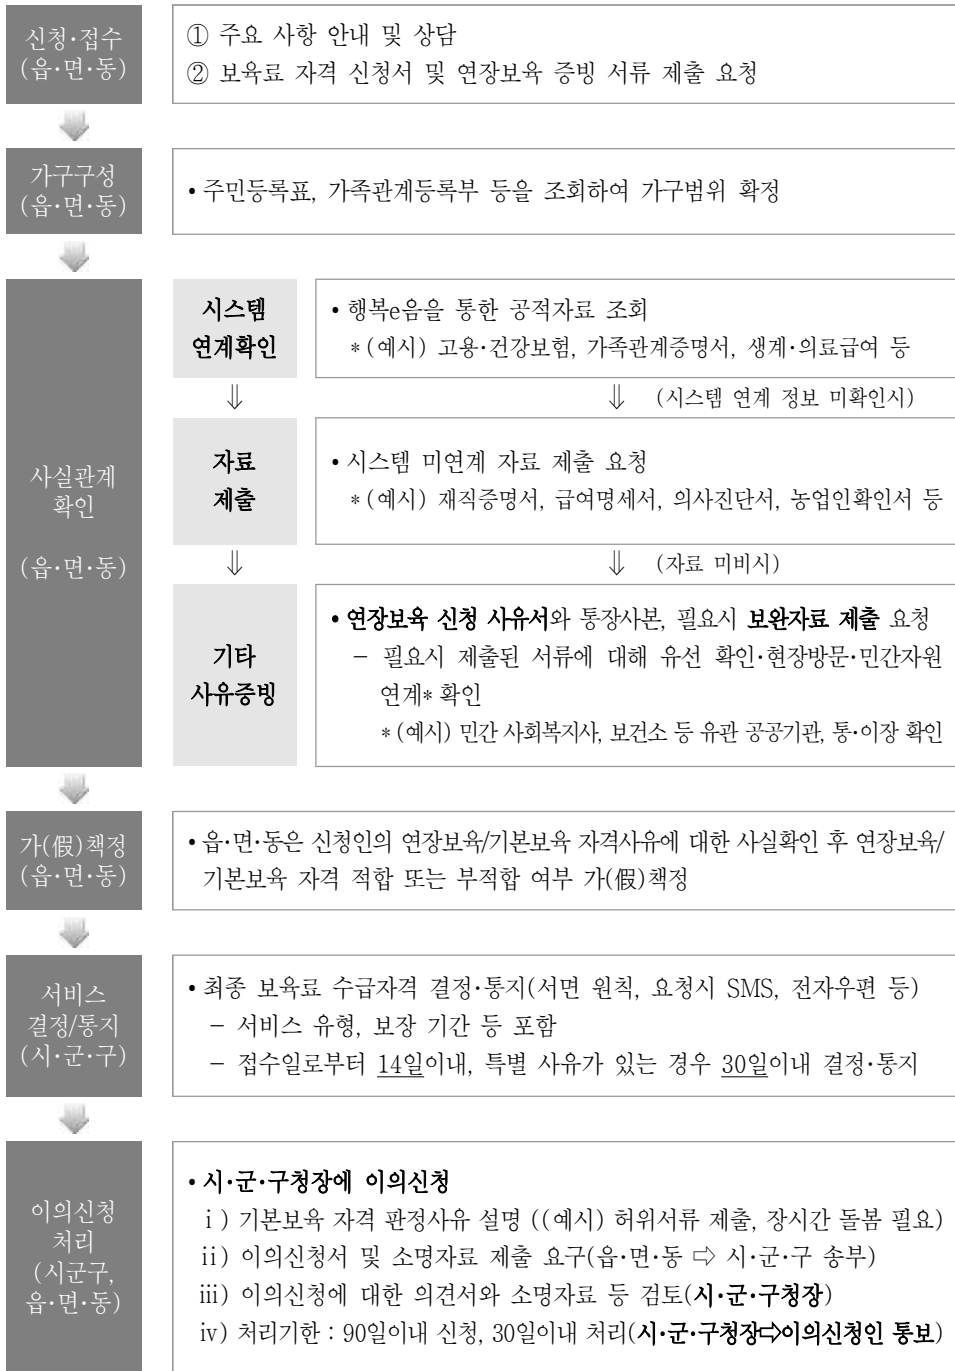 신청·접수
(읍·면·동)
① 주요 사항 안내 및 상담
② 보육료 자격 신청서 및 연장보육 증빙 서류 제출 요청
가구구성
(읍·면·동)
• 주민등록표, 가족관계등록부 등을 조회하여 가구범위 확정
사실관계
확인
(읍·면·동)
시스템
연계확인
• 행복e음을 통한 공적자료 조회
* (예시) 고용·건강보험, 가족관계증명서, 생계·의료급여 등
⇓
⇓ (시스템 연계 정보 미확인시)
자료
제출
• 시스템 미연계 자료 제출 요청
* (예시) 재직증명서, 급여명세서, 의사진단서, 농업인확인서 등
⇓
⇓ (자료 미비시)
기타
사유증빙
• 연장보육 신청 사유서와 통장사본, 필요시 보완자료 제출 요청
− 필요시 제출된 서류에 대해 유선 확인·현장방문·민간자원
연계* 확인
* (예시) 민간 사회복지사, 보건소 등 유관 공공기관, 통·이장 확인
가(假)책정
(읍·면·동)
• 읍·면·동은 신청인의 연장보육/기본보육 자격사유에 대한 사실확인 후 연장보육/
기본보육 자격 적합 또는 부적합 여부 가(假)책정
서비스
결정/통지
(시·군·구)
• 최종 보육료 수급자격 결정·통지(서면 원칙, 요청시 SMS, 전자우편 등)
− 서비스 유형, 보장 기간 등 포함
− 접수일로부터 14일이내, 특별 사유가 있는 경우 30일이내 결정·통지
이의신청
처리
(시군구,
읍·면·동)
• 시·군·구청장에 이의신청
ⅰ) 기본보육 자격 판정사유 설명 ((예시) 허위서류 제출, 장시간 돌봄 필요)
ⅱ) 이의신청서 및 소명자료 제출 요구(읍·면·동 ⇨ 시·군·구 송부)
ⅲ) 이의신청에 대한 의견서와 소명자료 등 검토(시·군·구청장)
ⅳ) 처리기한 : 90일이내 신청, 30일이내 처리(시·군·구청장⇨이의신청인 통보)